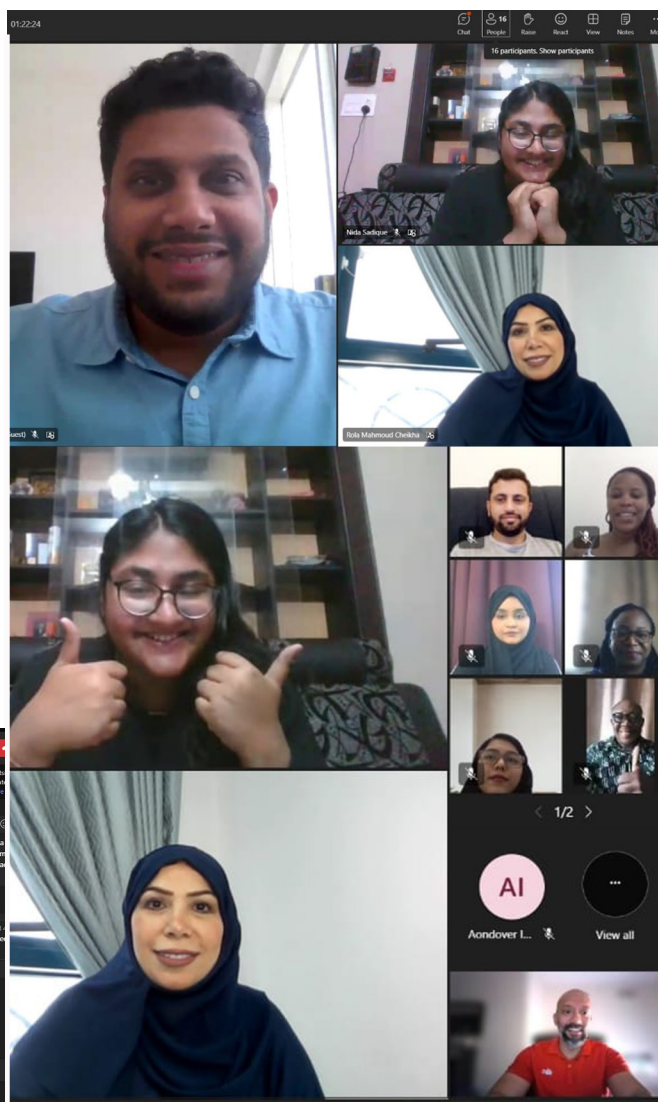 01:22:24
16
Chat People Raise React View Notes
16 participants. Show participants
Nida Sadique
Rola Mahmoud Cheikha
1/2
AI
Aondover I...
View all